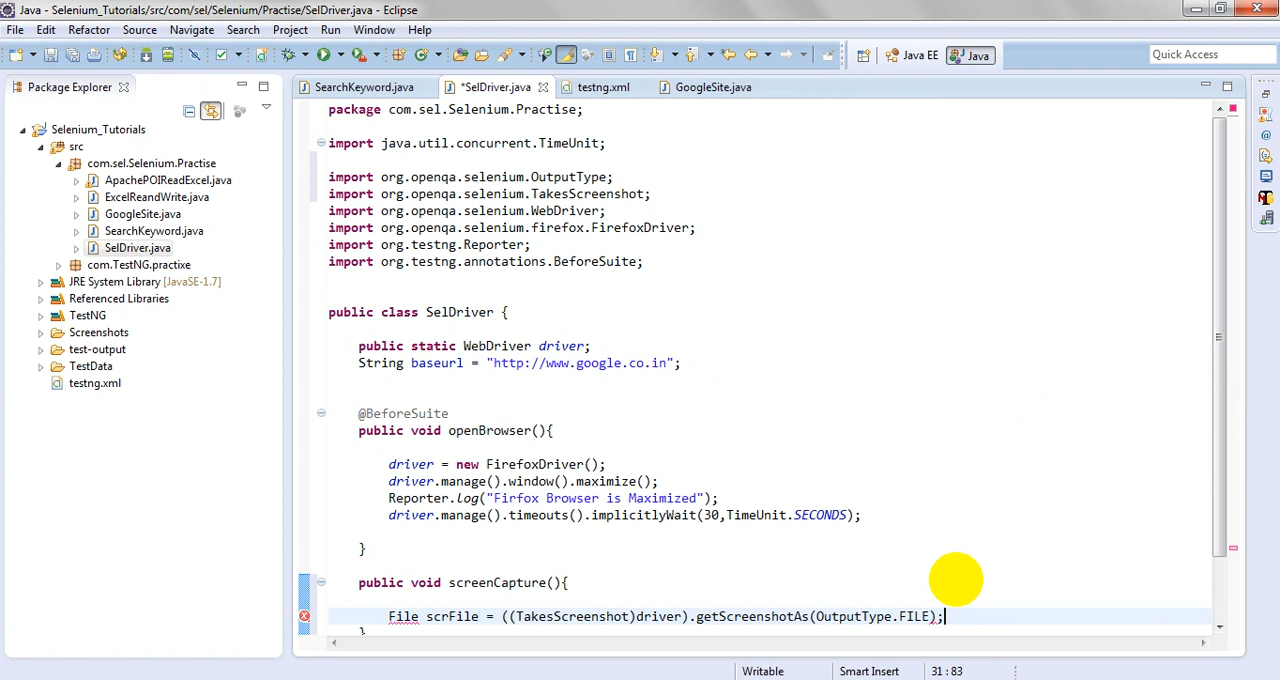 Java - Selenium_Tutorials/src/com/sel/Selenium/Practise/SelDriver.java - Eclipse
File Edit Refactor Source Navigate Search Project Run Window Help
Java EE Java Quick Access
Package Explorer
SearchKeyword.java *SelDriver.java testng.xml GoogleSite.java
Selenium_Tutorials
src
com.sel.Selenium.Practise
ApachePOIReadExcel.java
ExcelReandWrite.java
GoogleSite.java
SearchKeyword.java
SelDriver.java
com.TestNG.practixe
JRE System Library [JavaSE-1.7]
Referenced Libraries
TestNG
Screenshots
test-output
TestData
testng.xml
package com.sel.Selenium.Practise;
import java.util.concurrent.TimeUnit;
import org.openqa.selenium.OutputType;
import org.openqa.selenium.TakesScreenshot;
import org.openqa.selenium.WebDriver;
import org.openqa.selenium.firefox.FirefoxDriver;
import org.testng.Reporter;
import org.testng.annotations.BeforeSuite;
public class SelDriver {
public static WebDriver driver;
String baseurl = "http://www.google.co.in";
@BeforeSuite
public void openBrowser(){
driver = new FirefoxDriver();
driver.manage().window().maximize();
Reporter.log("Firfox Browser is Maximized");
driver.manage().timeouts().implicitlyWait(30,TimeUnit.SECONDS);
}
public void screenCapture(){
File scrFile = ((TakesScreenshot)driver).getScreenshotAs(OutputType.FILE);
}
Writable Smart Insert 31 : 83